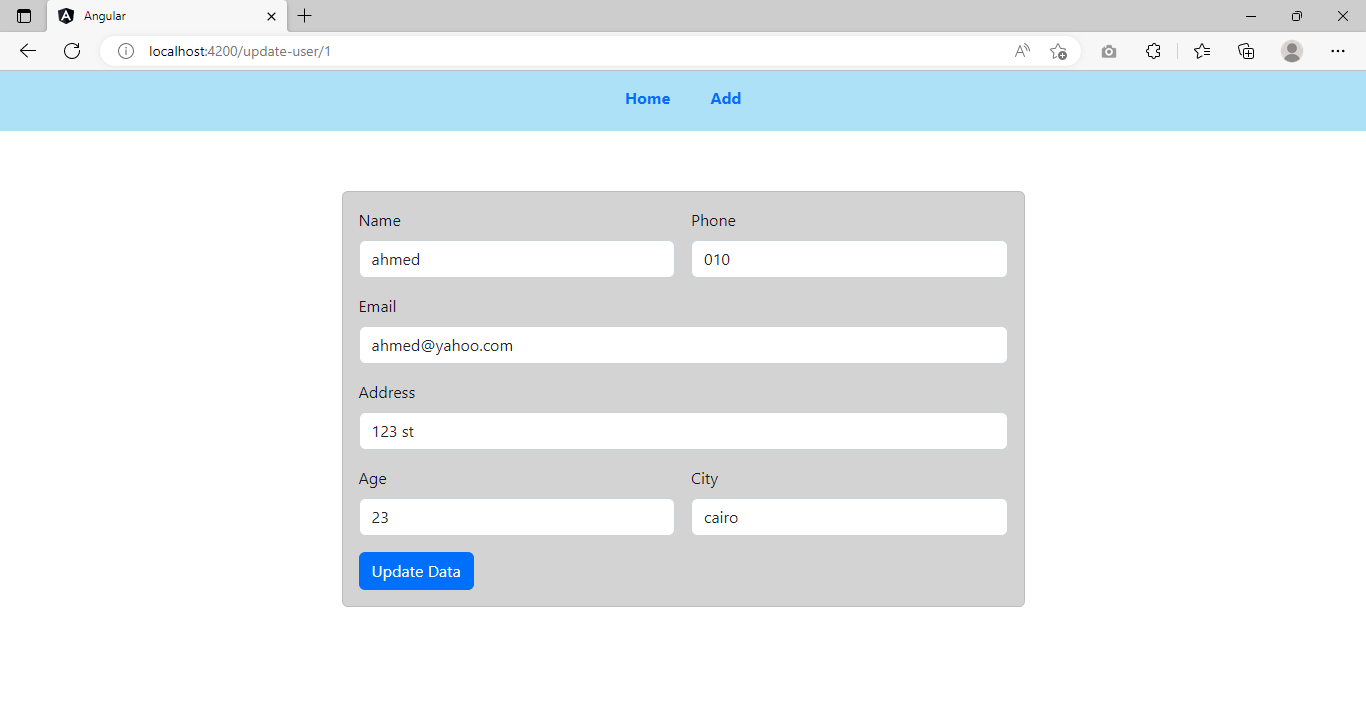 Angular
localhost:4200/update-user/1
Home Add
Name Phone
ahmed 010
Email
ahmed@yahoo.com
Address
123 st
Age City
23 cairo
Update Data